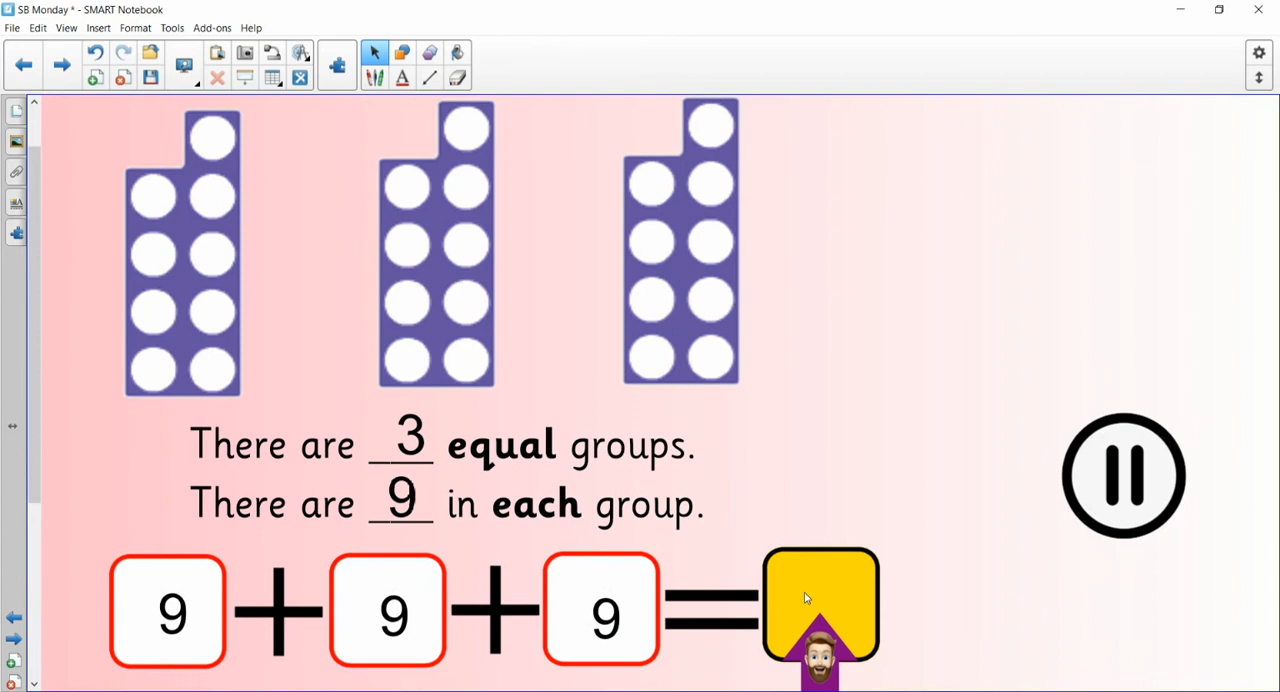 SB Monday * - SMART Notebook
File Edit View Insert Format Tools Add-ons Help
There are 3 equal groups.
There are 9 in each group.
9 + 9 + 9 =